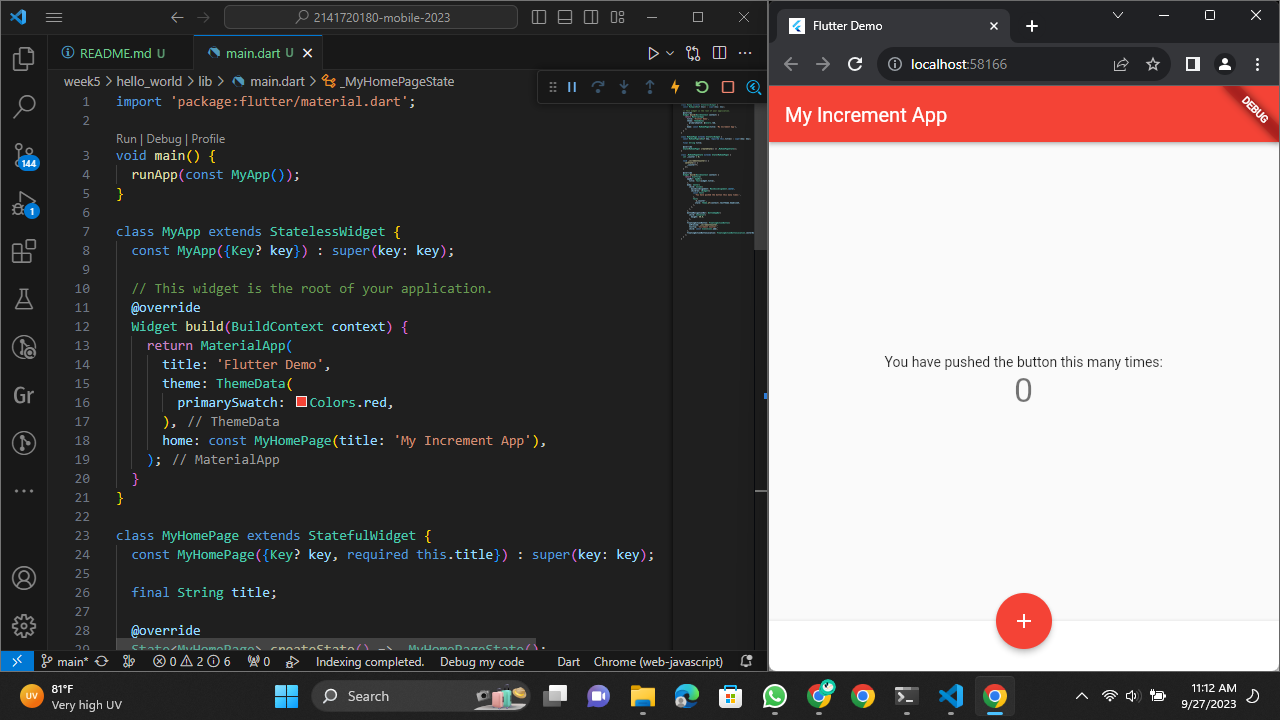 2141720180-mobile-2023
README.md U
main.dart U
week5 > hello_world > lib > main.dart > _MyHomePageState
1 import 'package:flutter/material.dart';
2
Run | Debug | Profile
3 void main() {
4 runApp(const MyApp());
5 }
6
7 class MyApp extends StatelessWidget {
8 const MyApp({Key? key}) : super(key: key);
9
10 // This widget is the root of your application.
11 @override
12 Widget build(BuildContext context) {
13 return MaterialApp(
14 title: 'Flutter Demo',
15 theme: ThemeData(
16 primarySwatch: Colors.red,
17 ), // ThemeData
18 home: const MyHomePage(title: 'My Increment App'),
19 ); // MaterialApp
20 }
21 }
22
23 class MyHomePage extends StatefulWidget {
24 const MyHomePage({Key? key, required this.title}) : super(key: key);
25
26 final String title;
27
28 @override
29 State<MyHomePage> createState() => _MyHomePageState();
144
1
Gr
main* 0 2 6 0 Indexing completed. Debug my code Dart Chrome (web-javascript)
Flutter Demo
localhost:58166
My Increment App
DEBUG
You have pushed the button this many times:
0
+
UV 81°F
Very high UV
Search
11:12 AM
9/27/2023